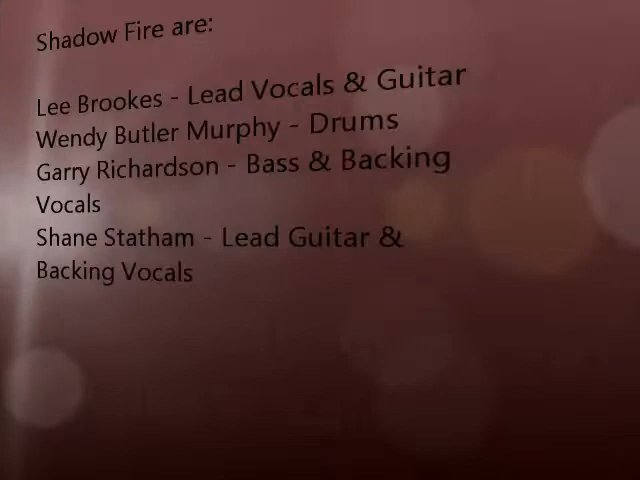 Shadow Fire are:
Lee Brookes - Lead Vocals & Guitar
Wendy Butler Murphy - Drums
Garry Richardson - Bass & Backing
Vocals
Shane Statham - Lead Guitar &
Backing Vocals